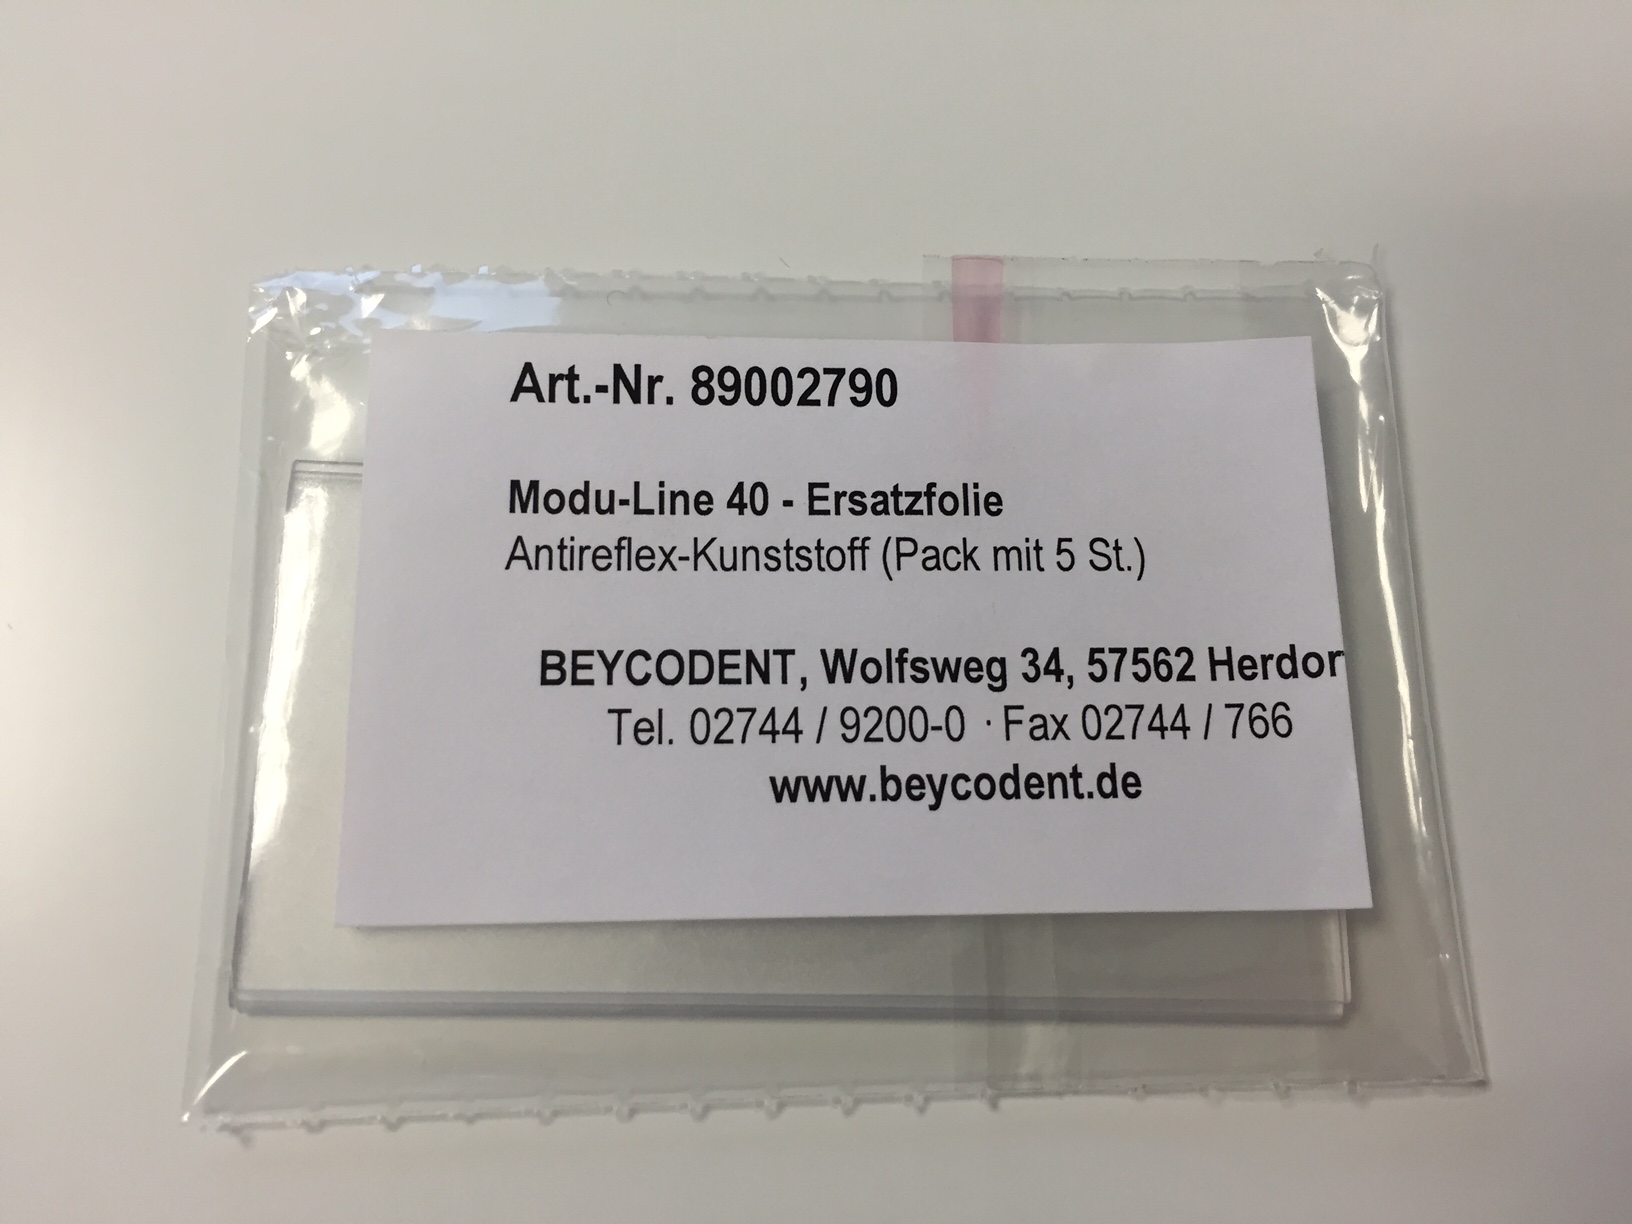 Art.-Nr. 89002790
Modu-Line 40 - Ersatzfolie
Antireflex-Kunststoff (Pack mit 5 St.)
BEYCODENT, Wolfsweg 34, 57562 Herdor
Tel. 02744 / 9200-0 · Fax 02744 / 766
www.beycodent.de